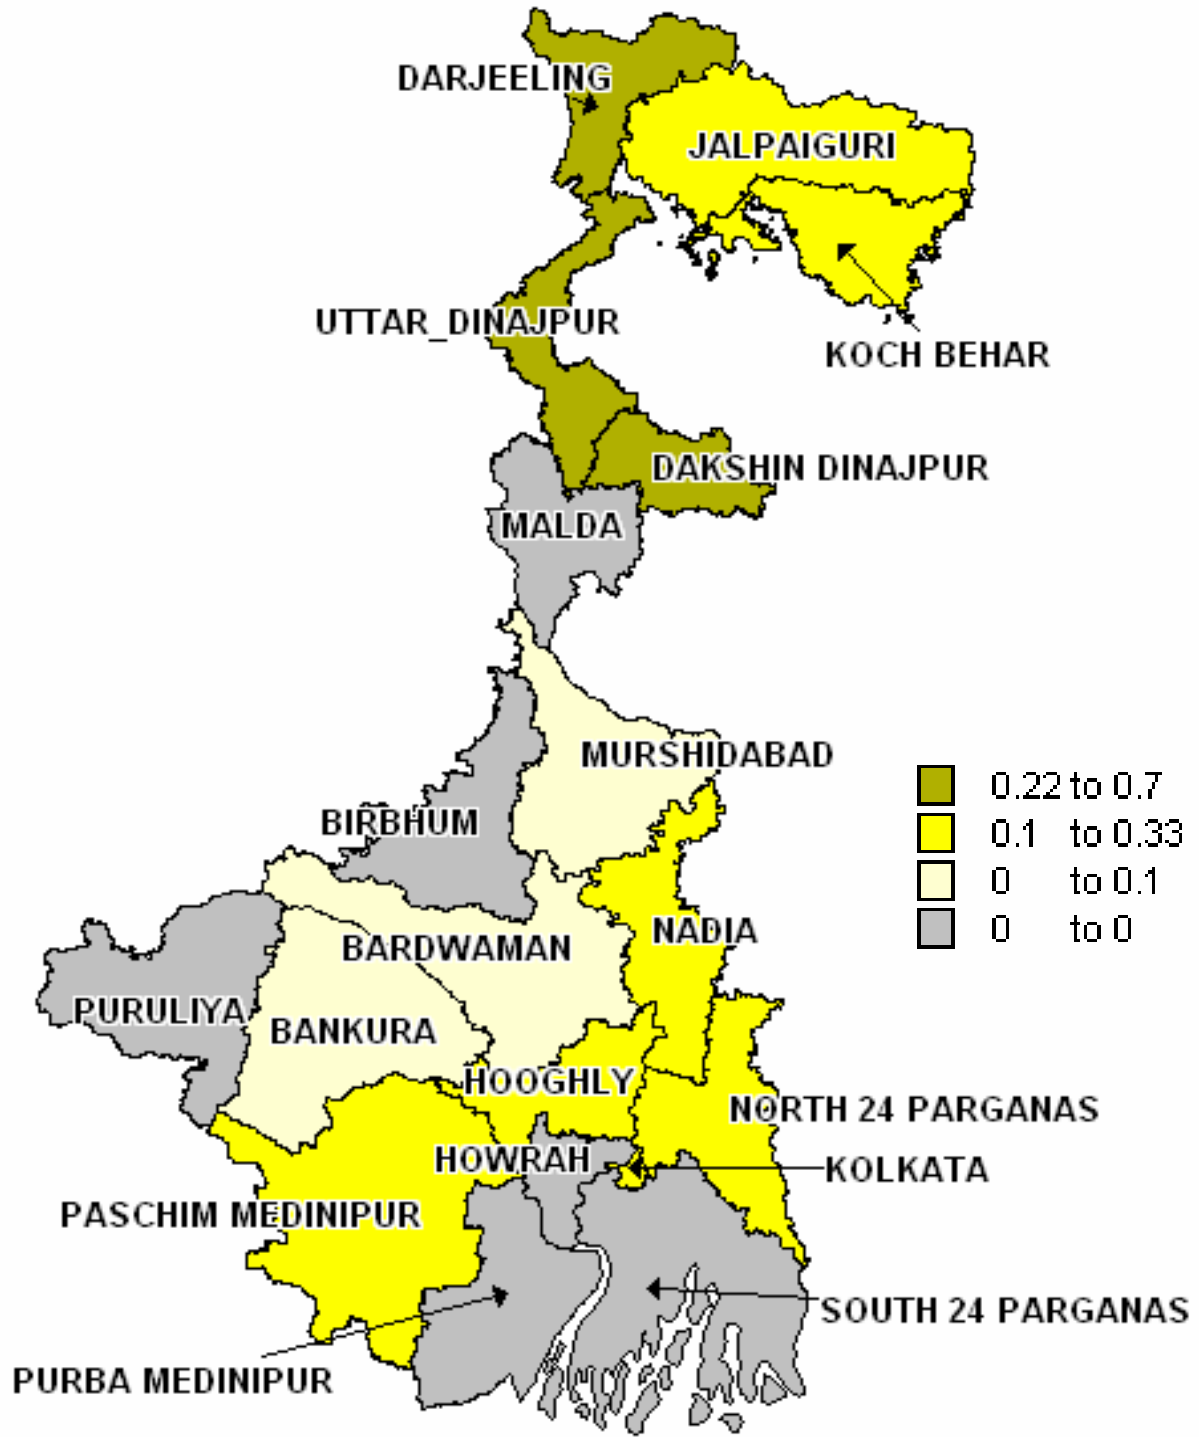 DARJEELING
JALPAIGURI
UTTAR_DINAJPUR
KOCH BEHAR
DAKSHIN DINAJPUR
MALDA
MURSHIDABAD
0.22 to 0.7
BIRBHUM
0.1 to 0.33
0 to 0.1
NADIA
0 to 0
BARDWAMAN
PURULIYA
BANKURA
HOOGHLY
NORTH 24 PARGANAS
HOWRAH
KOLKATA
PASCHIM MEDINIPUR
SOUTH 24 PARGANAS
PURBA MEDINIPUR